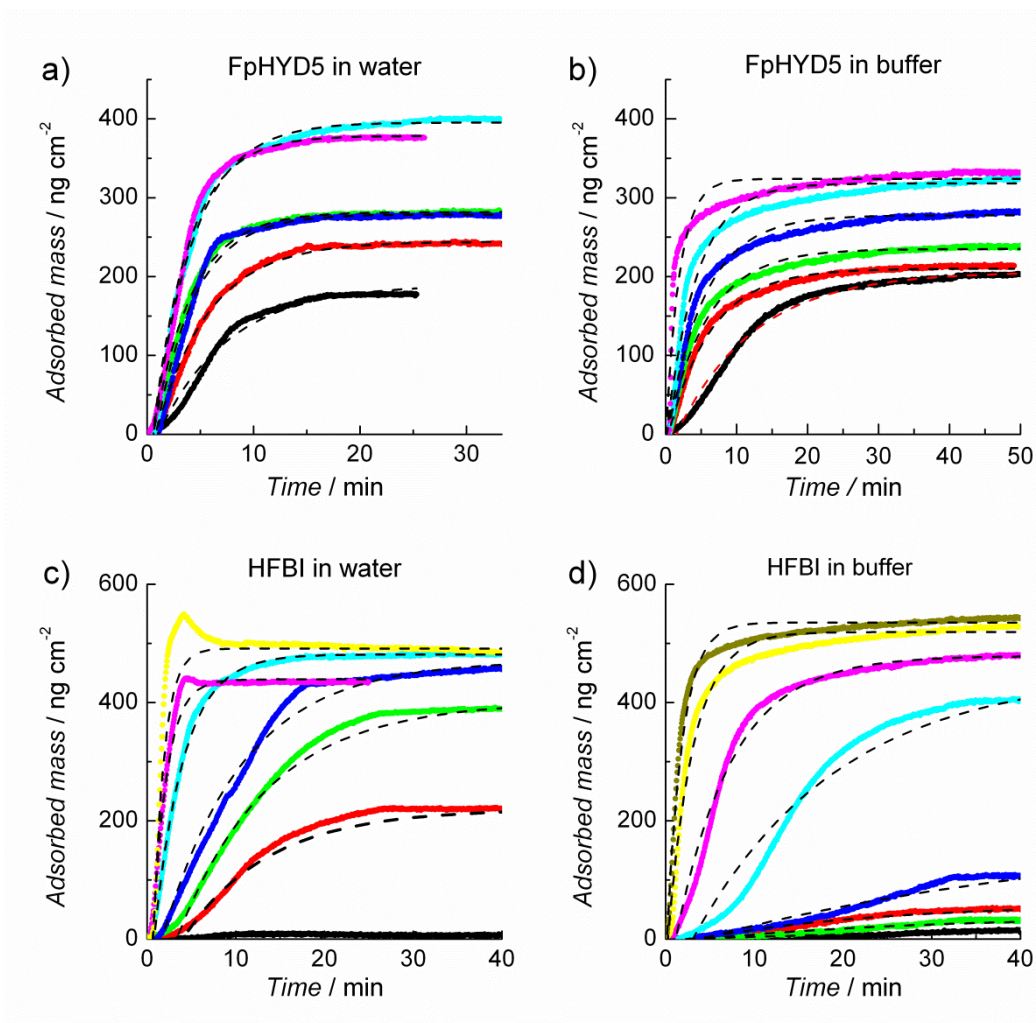 a)
FpHYD5 in water
Adsorbed mass / ng cm⁻²
400
300
200
100
0
0 10 20 30
Time / min
b)
FpHYD5 in buffer
Adsorbed mass / ng cm⁻²
400
300
200
100
0
0 10 20 30 40 50
Time / min
c)
HFBI in water
Adsorbed mass / ng cm⁻²
600
400
200
0
0 10 20 30 40
Time / min
d)
HFBI in buffer
Adsorbed mass / ng cm⁻²
600
400
200
0
0 10 20 30 40
Time / min